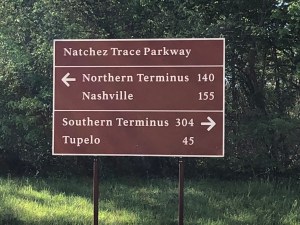 Natchez Trace Parkway
← Northern Terminus 140
Nashville 155
Southern Terminus 304 →
Tupelo 45